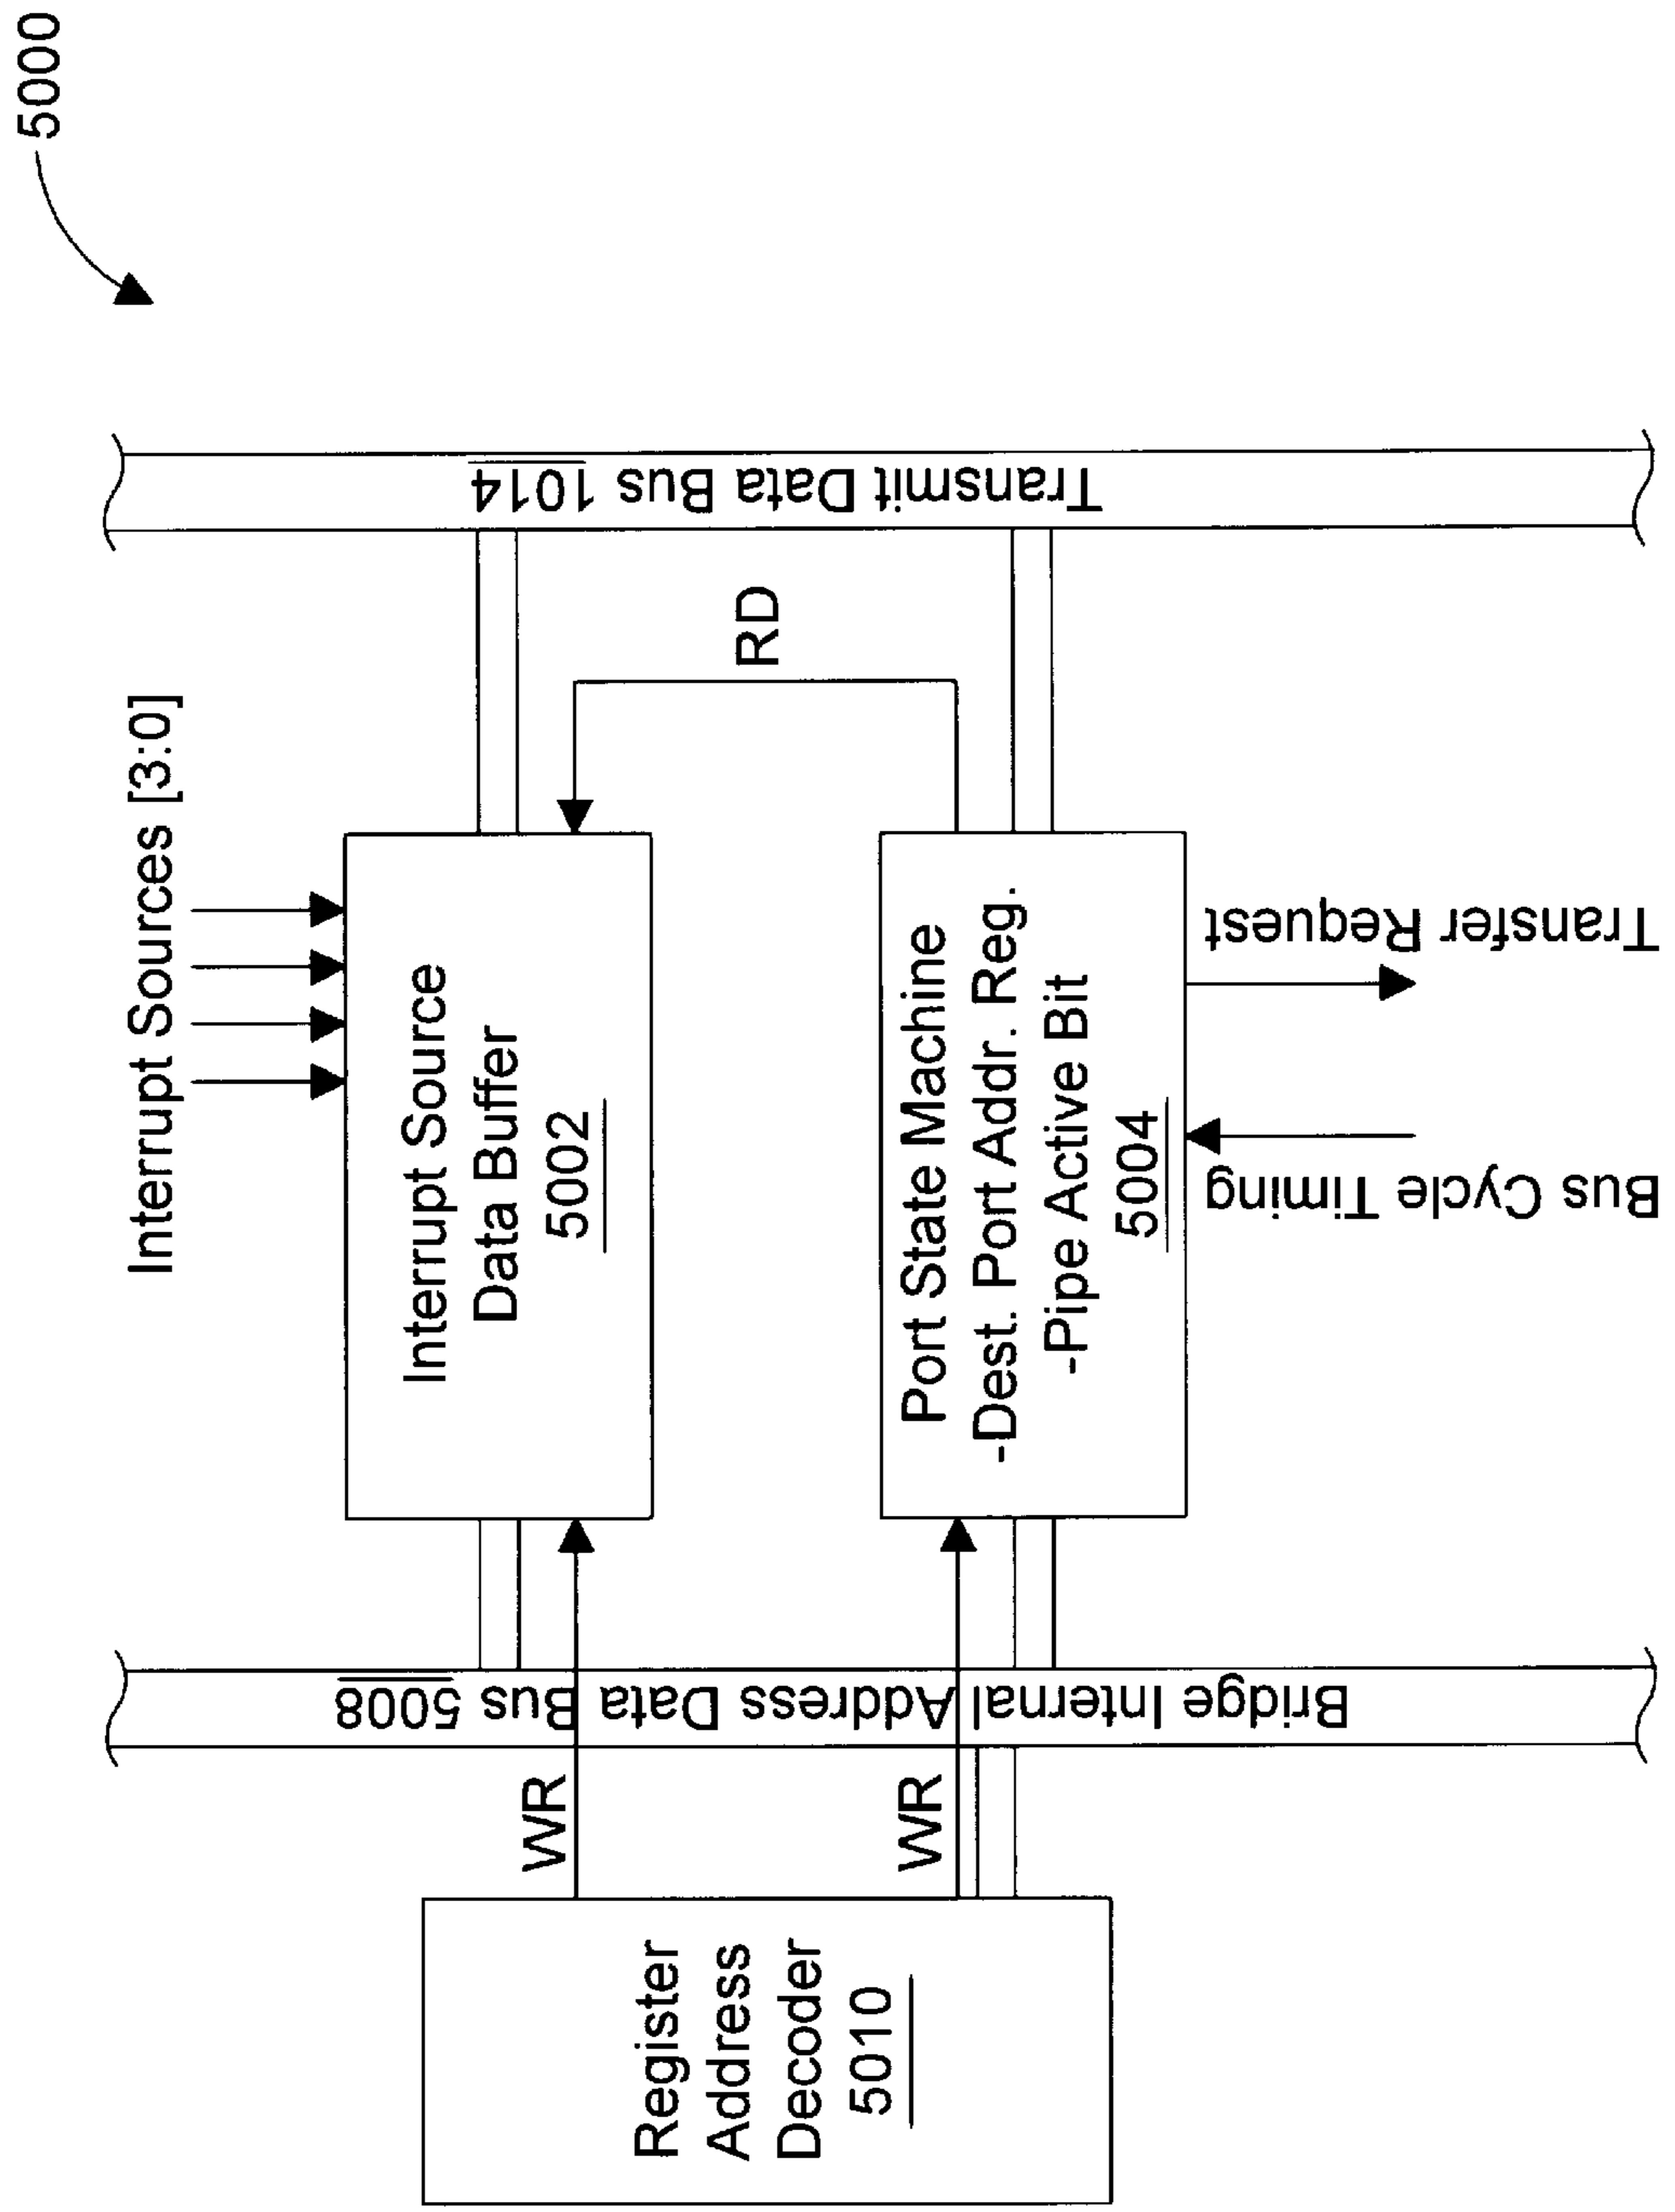 5000
Interrupt Sources [3:0]
Transmit Data Bus 1014
RD
Interrupt Source
Data Buffer
5002
Port State Machine
-Dest. Port Addr. Reg.
-Pipe Active Bit
5004
Transfer Request
Bus Cycle Timing
Bridge Internal Address Data Bus 5008
WR
WR
Register
Address
Decoder
5010